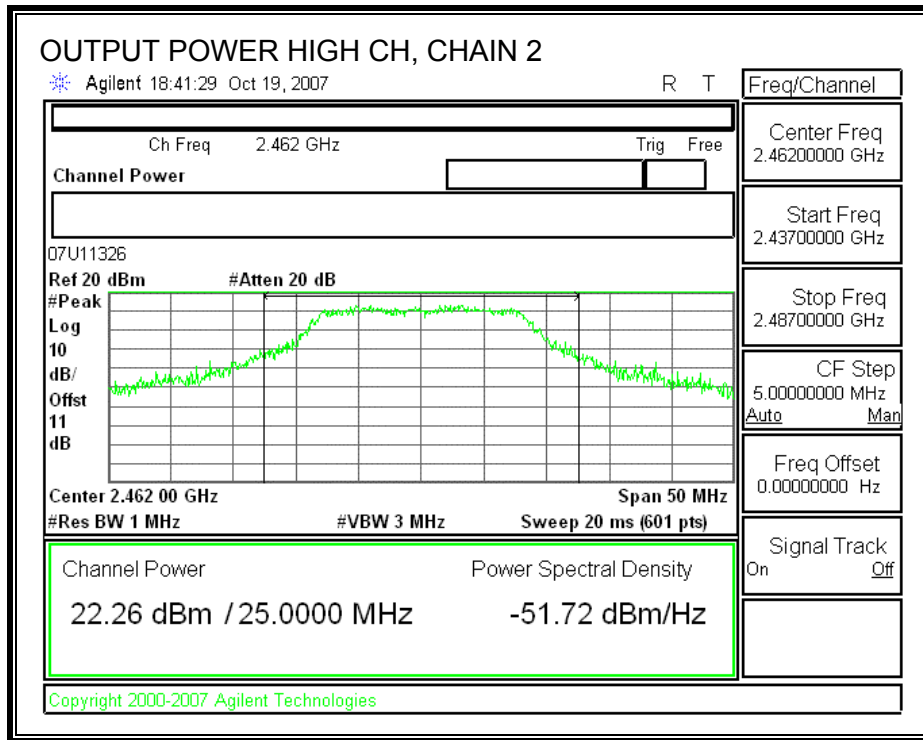 OUTPUT POWER HIGH CH, CHAIN 2
Agilent 18:41:29 Oct 19, 2007 R T
Freq/Channel
Ch Freq 2.462 GHz Trig Free
Channel Power
Center Freq
2.46200000 GHz
Start Freq
2.43700000 GHz
Stop Freq
2.48700000 GHz
CF Step
5.00000000 MHz
Auto Man
Freq Offset
0.00000000 Hz
Signal Track
On Off
07U11326
Ref 20 dBm #Atten 20 dB
#Peak
Log
10
dB/
Offst
11
dB
Center 2.462 00 GHz Span 50 MHz
#Res BW 1 MHz #VBW 3 MHz Sweep 20 ms (601 pts)
Channel Power Power Spectral Density
22.26 dBm / 25.0000 MHz -51.72 dBm/Hz
Copyright 2000-2007 Agilent Technologies